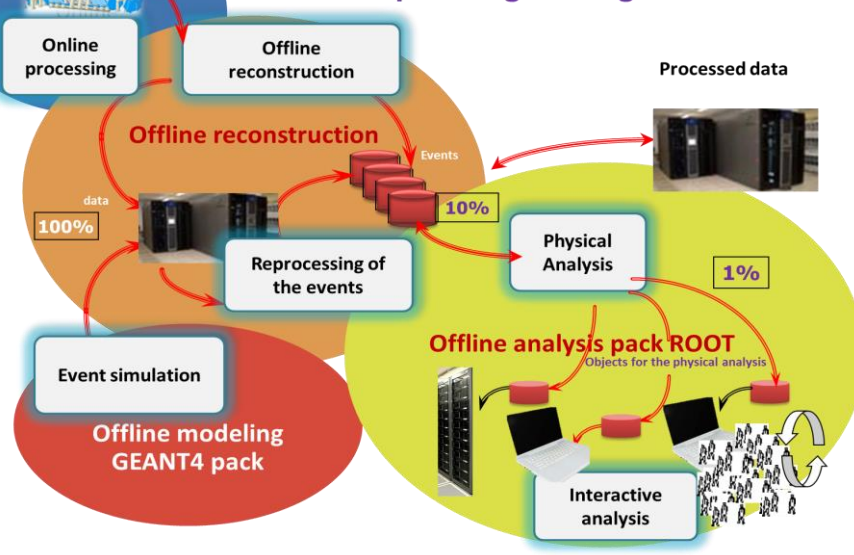 Online
processing
Offline
reconstruction
Processed data
Offline reconstruction
Events
data
100%
10%
Reprocessing of
the events
Physical
Analysis
1%
Offline analysis pack ROOT
Objects for the physical analysis
Event simulation
Offline modeling
GEANT4 pack
Interactive
analysis